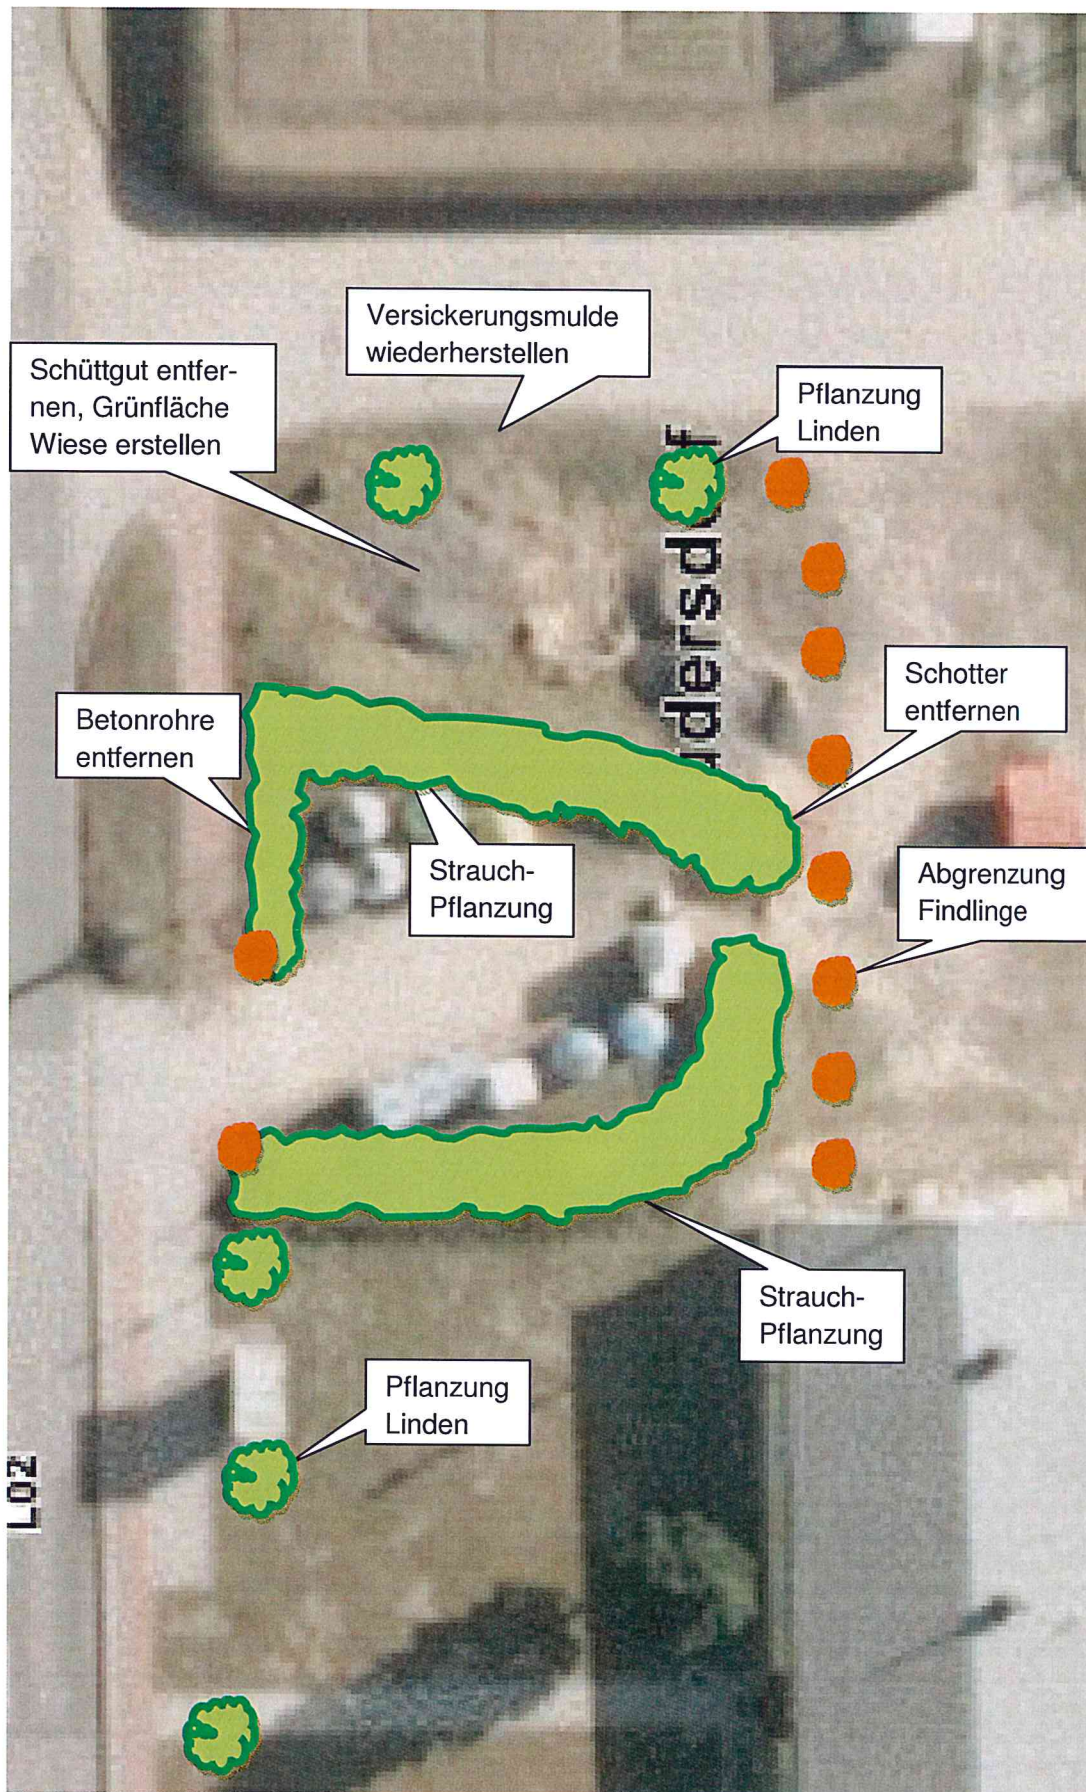 Versickerungsmulde
wiederherstellen
Schüttgut entfer-
nen, Grünfläche
Wiese erstellen
Pflanzung
Linden
Schotter
entfernen
Betonrohre
entfernen
Strauch-
Pflanzung
Abgrenzung
Findlinge
Strauch-
Pflanzung
Pflanzung
Linden